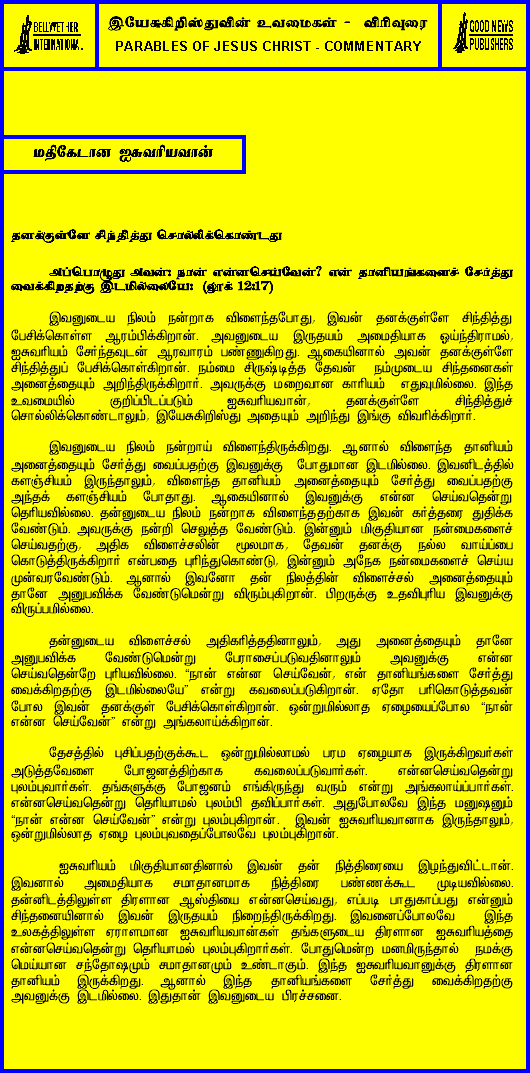 BELLWETHER
INTERNATIONAL
இயேசுகிறிஸ்துவின் உவமைகள் - விரிவுரை
PARABLES OF JESUS CHRIST - COMMENTARY
GOOD NEWS
PUBLISHERS
மதிகேடான ஐசுவரியவான்
தனக்குள்ளே சிந்தித்து சொல்லிக்கொண்டது
அப்பொழுது அவன்: நான் என்னசெய்வேன்? என் தானியங்களைச் சேர்த்து
வைக்கிறதற்கு இடமில்லையே: (லூக் 12:17)
இவனுடைய நிலம் நன்றாக விளைந்தபோது, இவன் தனக்குள்ளே சிந்தித்து
பேசிக்கொள்ள ஆரம்பிக்கிறான். அவனுடைய இருதயம் அமைதியாக ஓய்ந்திராமல்,
ஐசுவரியம் சேர்ந்தவுடன் ஆரவாரம் பண்ணுகிறது. ஆகையினால் அவன் தனக்குள்ளே
சிந்தித்துப் பேசிக்கொள்கிறான். நம்மை சிருஷ்டித்த தேவன் நம்முடைய சிந்தனைகள்
அனைத்தையும் அறிந்திருக்கிறார். அவருக்கு மறைவான காரியம் எதுவுமில்லை. இந்த
உவமையில் குறிப்பிடப்படும் ஐசுவரியவான், தனக்குள்ளே சிந்தித்துச்
சொல்லிக்கொண்டாலும், இயேசுகிறிஸ்து அதையும் அறிந்து இங்கு விவரிக்கிறார்.
இவனுடைய நிலம் நன்றாய் விளைந்திருக்கிறது. ஆனால் விளைந்த தானியம்
அனைத்தையும் சேர்த்து வைப்பதற்கு இவனுக்கு போதுமான இடமில்லை. இவனிடத்தில்
களஞ்சியம் இருந்தாலும், விளைந்த தானியம் அனைத்தையும் சேர்த்து வைப்பதற்கு
அந்தக் களஞ்சியம் போதாது. ஆகையினால் இவனுக்கு என்ன செய்வதென்று
தெரியவில்லை. தன்னுடைய நிலம் நன்றாக விளைந்ததற்காக இவன் கர்த்தரை துதிக்க
வேண்டும். அவருக்கு நன்றி செலுத்த வேண்டும். இன்னும் மிகுதியான நன்மைகளைச்
செய்வதற்கு, அதிக விளைச்சலின் மூலமாக, தேவன் தனக்கு நல்ல வாய்ப்பை
கொடுத்திருக்கிறார் என்பதை புரிந்துகொண்டு, இன்னும் அநேக நன்மைகளைச் செய்ய
முன்வரவேண்டும். ஆனால் இவனோ தன் நிலத்தின் விளைச்சல் அனைத்தையும்
தானே அனுபவிக்க வேண்டுமென்று விரும்புகிறான். பிறருக்கு உதவிபுரிய இவனுக்கு
விருப்பமில்லை.
தன்னுடைய விளைச்சல் அதிகரித்ததினாலும், அது அனைத்தையும் தானே
அனுபவிக்க வேண்டுமென்று பேராசைப்படுவதினாலும் அவனுக்கு என்ன
செய்வதென்றே புரியவில்லை. “நான் என்ன செய்வேன், என் தானியங்களை சேர்த்து
வைக்கிறதற்கு இடமில்லையே” என்று கவலைப்படுகிறான். ஏதோ பரிகொடுத்தவன்
போல இவன் தனக்குள் பேசிக்கொள்கிறான். ஒன்றுமில்லாத ஏழையைப்போல “நான்
என்ன செய்வேன்” என்று அங்கலாய்க்கிறான்.
தேசத்தில் புசிப்பதற்குக்கூட ஒன்றுமில்லாமல் பரம ஏழையாக இருக்கிறவர்கள்
அடுத்தவேளை போஜனத்திற்காக கவலைப்படுவார்கள். என்னசெய்வதென்று
புலம்புவார்கள். தங்களுக்கு போஜனம் எங்கிருந்து வரும் என்று அங்கலாய்ப்பார்கள்.
என்னசெய்வதென்று தெரியாமல் புலம்பி தவிப்பார்கள். அதுபோலவே இந்த மனுஷனும்
“நான் என்ன செய்வேன்” என்று புலம்புகிறான். இவன் ஐசுவரியவானாக இருந்தாலும்,
ஒன்றுமில்லாத ஏழை புலம்புவதைப்போலவே புலம்புகிறான்.
ஐசுவரியம் மிகுதியானதினால் இவன் தன் நித்திரையை இழந்துவிட்டான்.
இவனால் அமைதியாக சமாதானமாக நித்திரை பண்ணக்கூட முடியவில்லை.
தன்னிடத்திலுள்ள திரளான ஆஸ்தியை என்னசெய்வது, எப்படி பாதுகாப்பது என்னும்
சிந்தனையினால் இவன் இருதயம் நிறைந்திருக்கிறது. இவனைப்போலவே இந்த
உலகத்திலுள்ள ஏராளமான ஐசுவரியவான்கள் தங்களுடைய திரளான ஐசுவரியத்தை
என்னசெய்வதென்று தெரியாமல் புலம்புகிறார்கள். போதுமென்ற மனமிருந்தால் நமக்கு
மெய்யான சந்தோஷமும் சமாதானமும் உண்டாகும். இந்த ஐசுவரியவானுக்கு திரளான
தானியம் இருக்கிறது. ஆனால் இந்த தானியங்களை சேர்த்து வைக்கிறதற்கு
அவனுக்கு இடமில்லை. இதுதான் இவனுடைய பிரச்சனை.